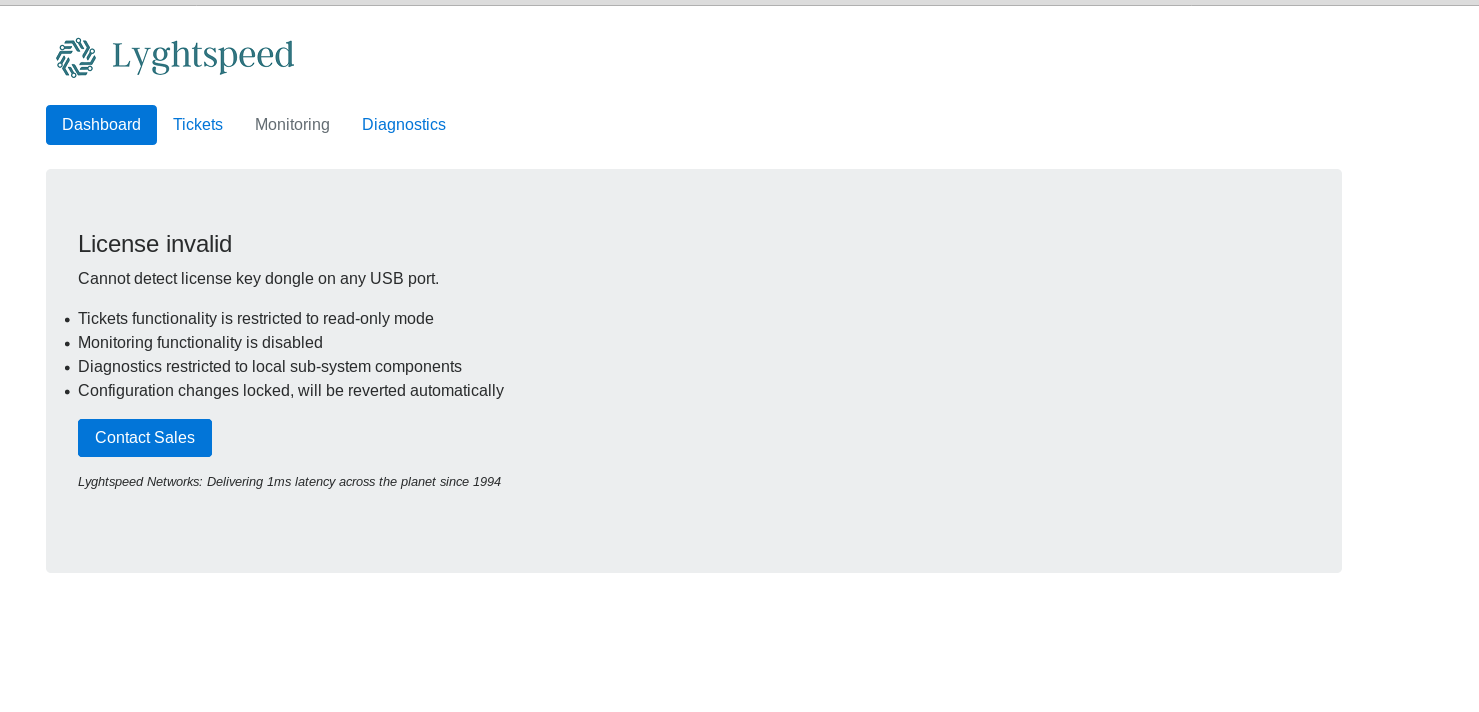 Lyghtspeed
Dashboard Tickets Monitoring Diagnostics
License invalid
Cannot detect license key dongle on any USB port.
• Tickets functionality is restricted to read-only mode
• Monitoring functionality is disabled
• Diagnostics restricted to local sub-system components
• Configuration changes locked, will be reverted automatically
Contact Sales
Lyghtspeed Networks: Delivering 1ms latency across the planet since 1994